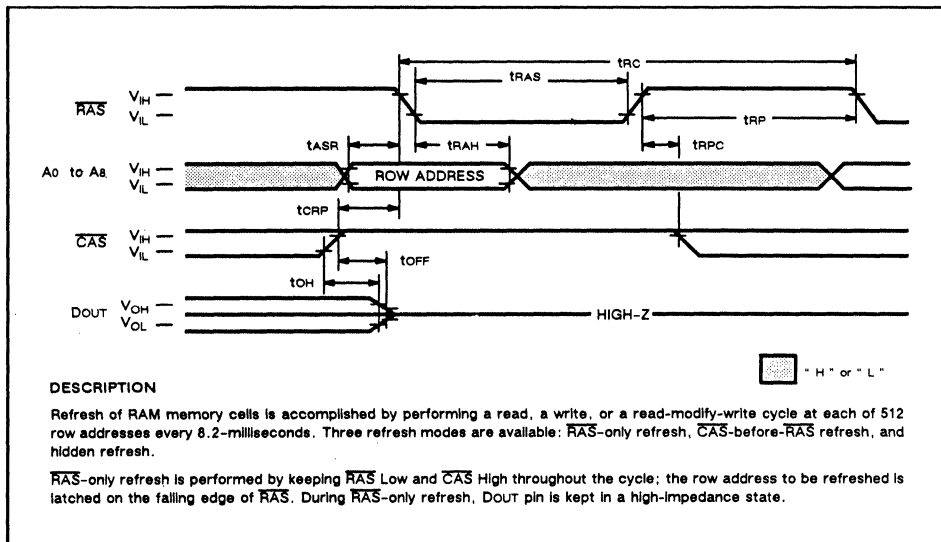 tRC
tRAS
RAS VIH
VIL
tRP
tASR tRAH tRPC
A0 to A8 VIH
VIL
ROW ADDRESS
tCRP
CAS VIH
VIL
tOFF
tOH
DOUT VOH
VOL
HIGH-Z
" H " or " L "
DESCRIPTION
Refresh of RAM memory cells is accomplished by performing a read, a write, or a read-modify-write cycle at each of 512
row addresses every 8.2-milliseconds. Three refresh modes are available: RAS-only refresh, CAS-before-RAS refresh, and
hidden refresh.
RAS-only refresh is performed by keeping RAS Low and CAS High throughout the cycle; the row address to be refreshed is
latched on the falling edge of RAS. During RAS-only refresh, DOUT pin is kept in a high-impedance state.